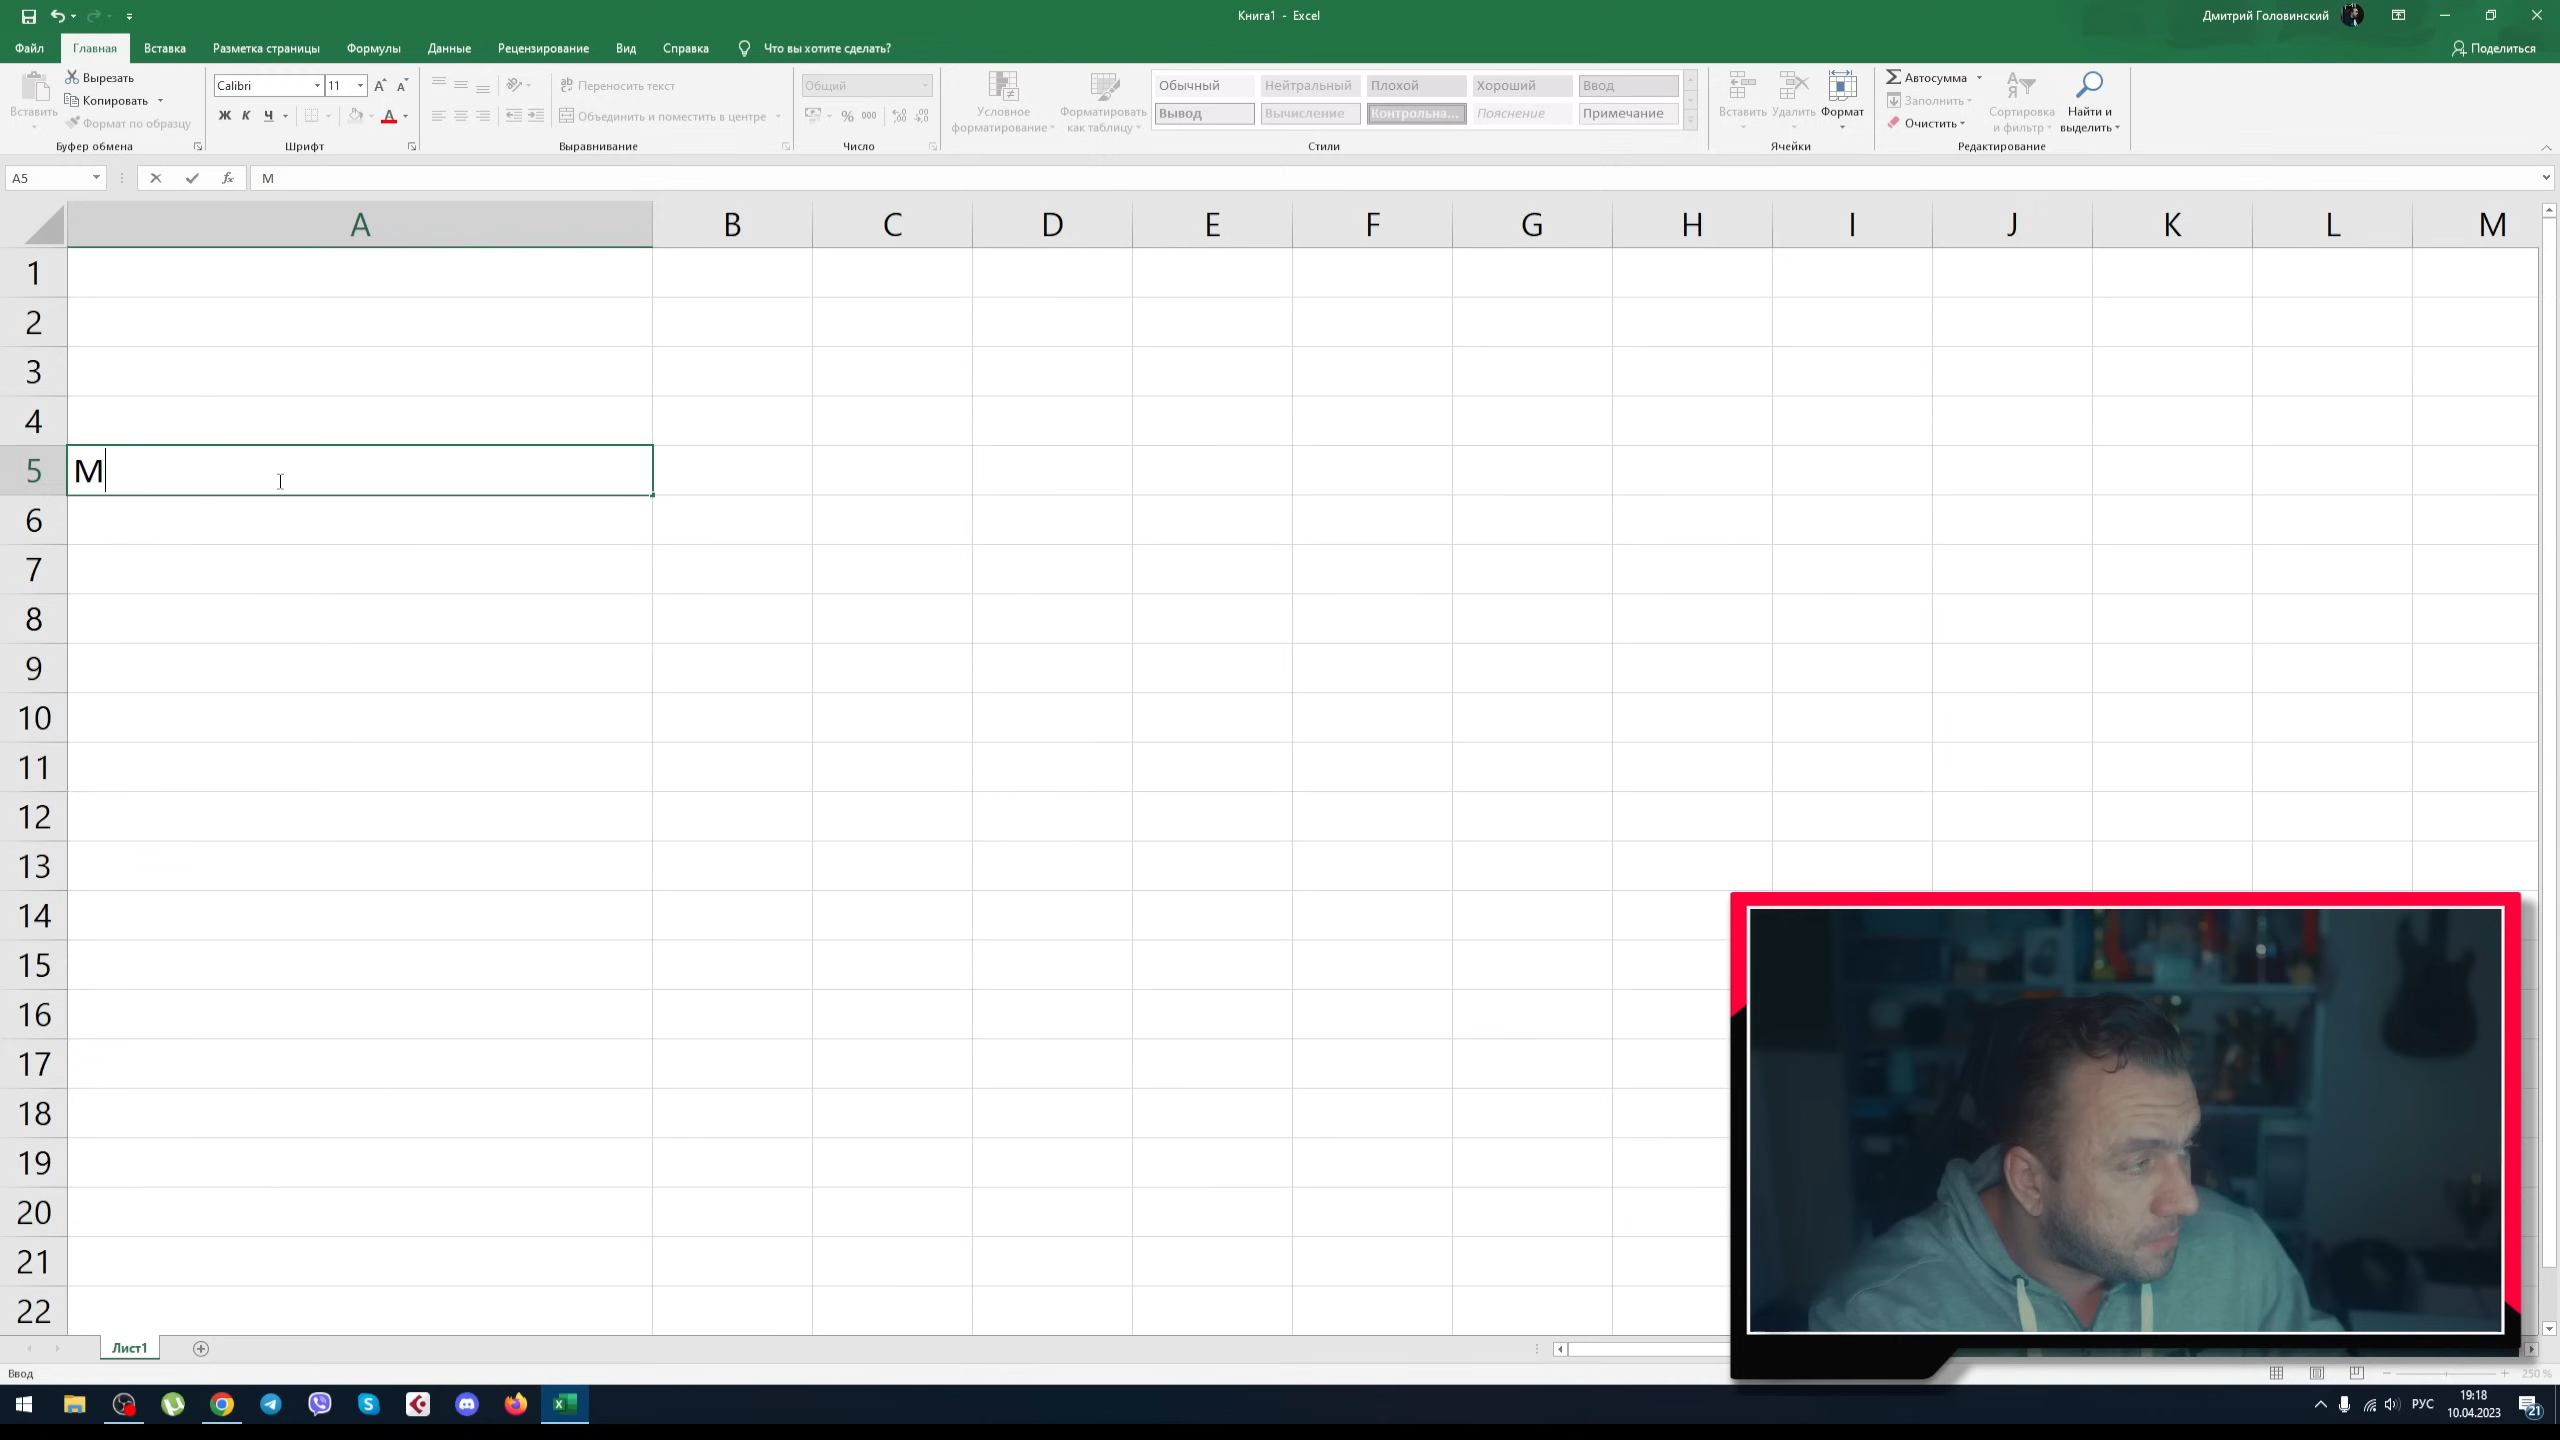 Книга1 - Excel
Дмитрий Головинский
Файл Главная Вставка Разметка страницы Формулы Данные Рецензирование Вид Справка Что вы хотите сделать? Поделиться
Вставить
Вырезать
Копировать
Формат по образцу
Буфер обмена
Calibri 11
Ж К Ч А
Шрифт
Переносить текст
Объединить и поместить в центре
Выравнивание
Общий
% 000
Число
Условное форматирование
Форматировать как таблицу
Обычный Нейтральный Плохой Хороший Ввод
Вывод Вычисление Контрольна... Пояснение Примечание
Стили
Вставить Удалить Формат
Ячейки
Автосумма
Заполнить
Очистить
Сортировка и фильтр
Найти и выделить
Редактирование
A5 fx М
A B C D E F G H I J K L M
1
2
3
4
5 М
6
7
8
9
10
11
12
13
14
15
16
17
18
19
20
21
22
Лист1
Ввод
250 %
РУС
19:18
10.04.2023
21